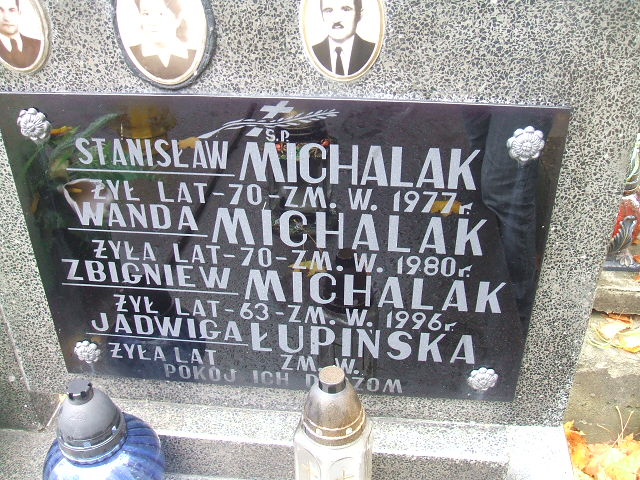 Ś.P.
STANISŁAW MICHALAK
ŻYŁ LAT-70-ZM. W. 1977r.
WANDA MICHALAK
ŻYŁA LAT-70-ZM. W. 1980r.
ZBIGNIEW MICHALAK
ŻYŁ LAT-63-ZM. W. 1996r.
JADWIGA ŁUPIŃSKA
ŻYŁA LAT ZM. W.
POKÓJ ICH